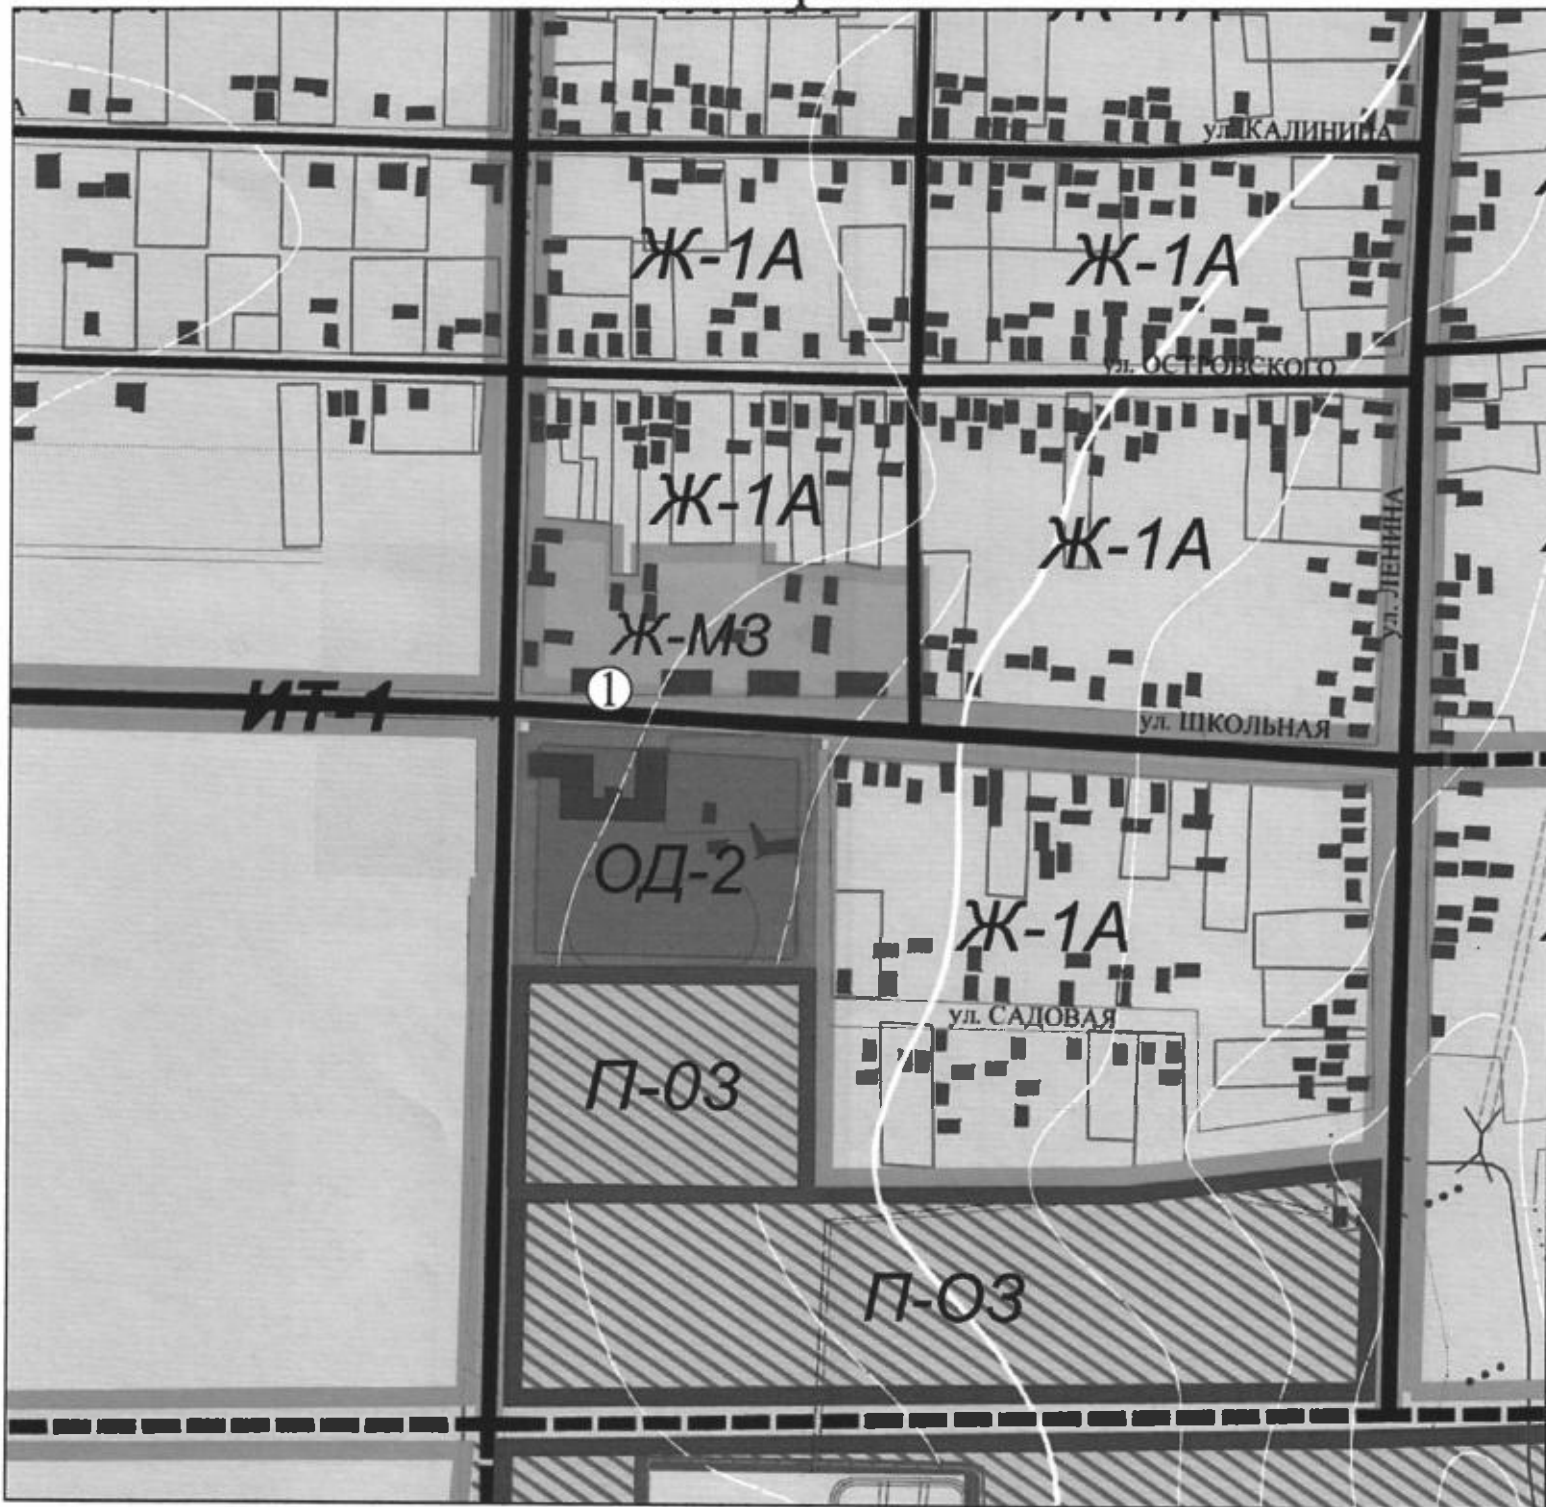 Ж-1А
ул. КАЛИНИНА
Ж-1А
Ж-1А
ул. ОСТРОВСКОГО
Ж-1А
Ж-1А
ул. ЛЕНИНА
Ж-МЗ
1
ИТ-1
ул. ШКОЛЬНАЯ
ОД-2
Ж-1А
ул. САДОВАЯ
П-03
П-ОЗ